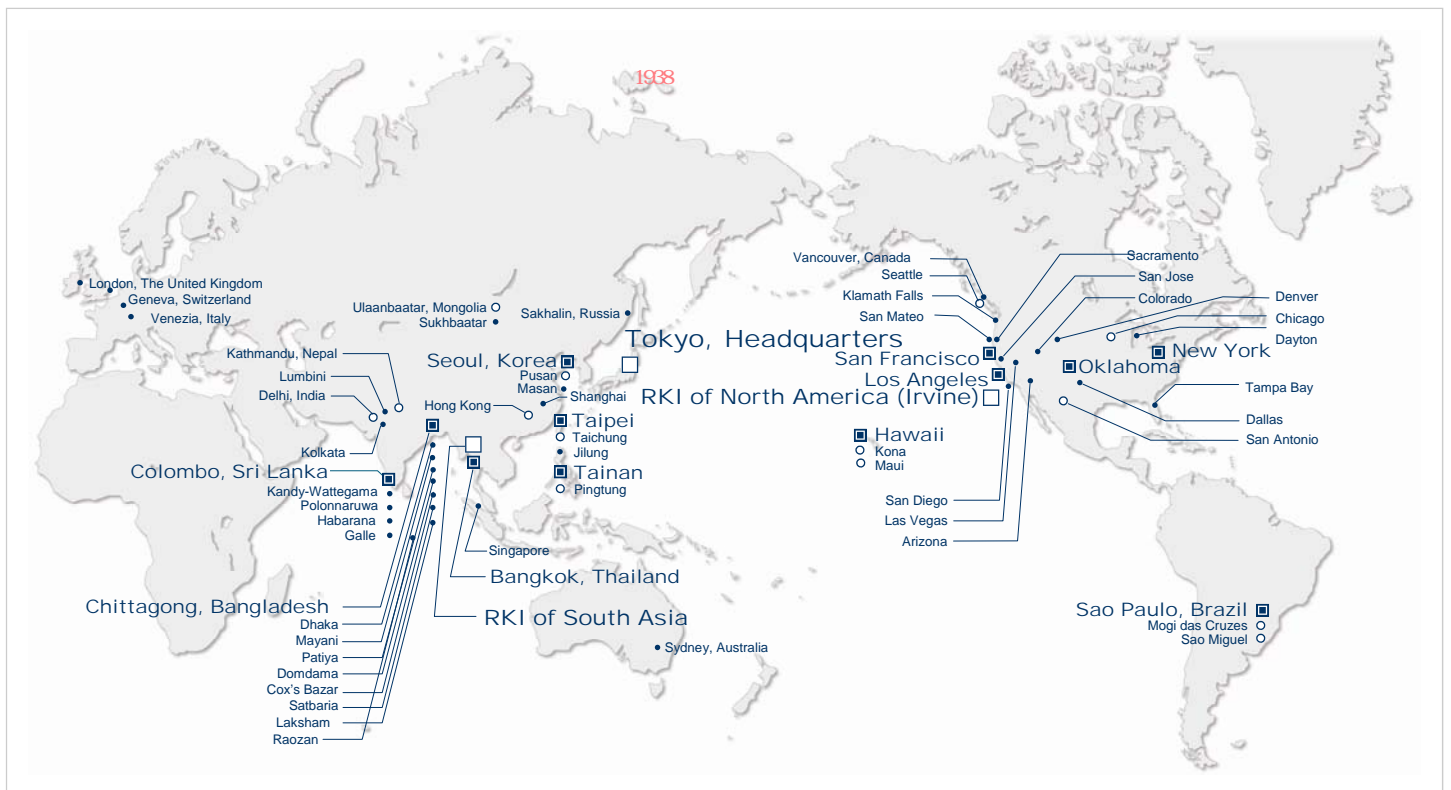 1938
London, The United Kingdom
Geneva, Switzerland
Venezia, Italy
Ulaanbaatar, Mongolia
Sukhbaatar
Sakhalin, Russia
Tokyo, Headquarters
Kathmandu, Nepal
Lumbini
Delhi, India
Kolkata
Seoul, Korea
Pusan
Masan
Shanghai
Hong Kong
Taipei
Taichung
Jilung
Tainan
Pingtung
Colombo, Sri Lanka
Kandy-Wattegama
Polonnaruwa
Habarana
Galle
Singapore
Bangkok, Thailand
RKI of South Asia
Chittagong, Bangladesh
Dhaka
Mayani
Patiya
Domdama
Cox's Bazar
Satbaria
Laksham
Raozan
Sydney, Australia
Vancouver, Canada
Seattle
Klamath Falls
San Mateo
San Francisco
Los Angeles
RKI of North America (Irvine)
Hawaii
Kona
Maui
San Diego
Las Vegas
Arizona
Sacramento
San Jose
Colorado
Denver
Chicago
Dayton
New York
Oklahoma
Tampa Bay
Dallas
San Antonio
Sao Paulo, Brazil
Mogi das Cruzes
Sao Miguel